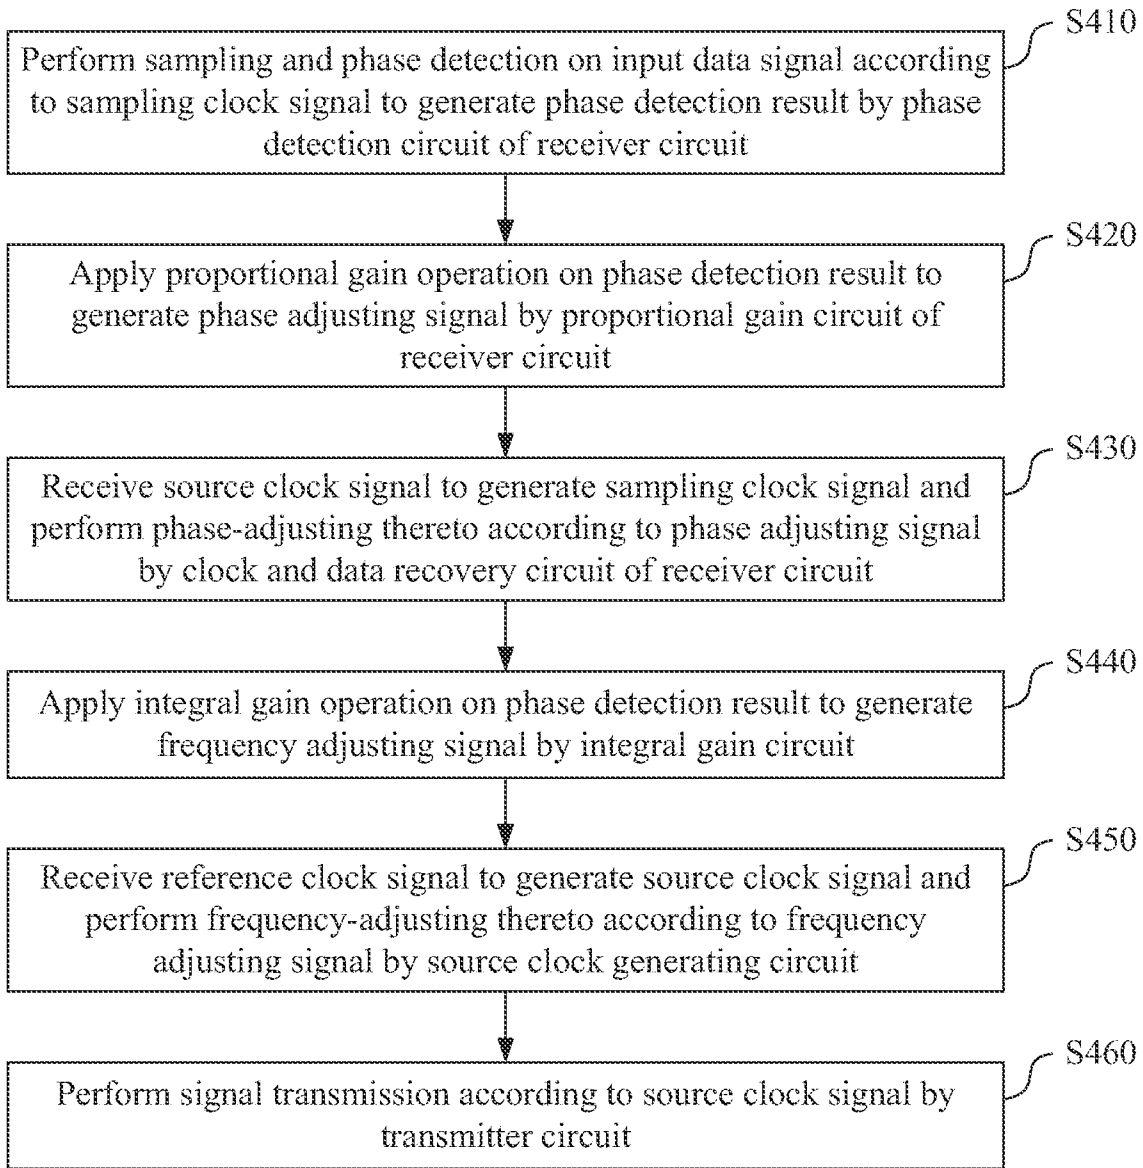 S410
Perform sampling and phase detection on input data signal according
to sampling clock signal to generate phase detection result by phase
detection circuit of receiver circuit
S420
Apply proportional gain operation on phase detection result to
generate phase adjusting signal by proportional gain circuit of
receiver circuit
S430
Receive source clock signal to generate sampling clock signal and
perform phase-adjusting thereto according to phase adjusting signal
by clock and data recovery circuit of receiver circuit
S440
Apply integral gain operation on phase detection result to generate
frequency adjusting signal by integral gain circuit
S450
Receive reference clock signal to generate source clock signal and
perform frequency-adjusting thereto according to frequency
adjusting signal by source clock generating circuit
S460
Perform signal transmission according to source clock signal by
transmitter circuit